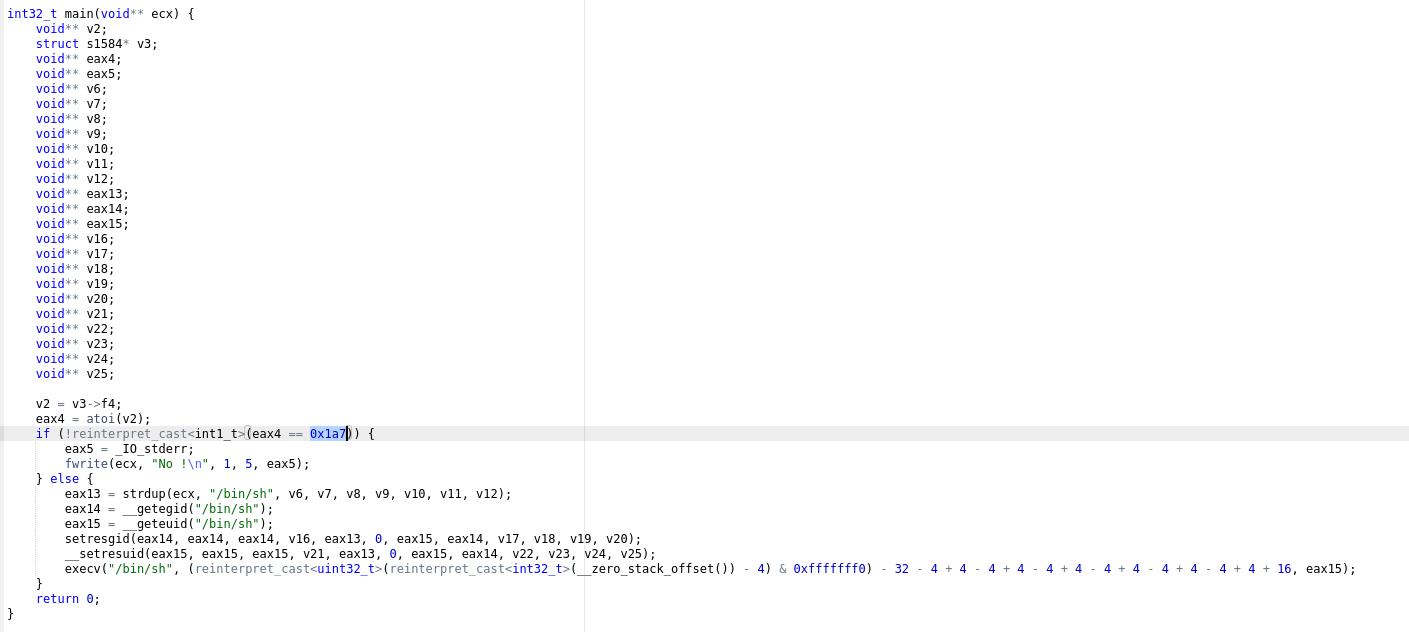 int32_t main(void** ecx) {
    void** v2;
    struct s1584* v3;
    void** eax4;
    void** eax5;
    void** v6;
    void** v7;
    void** v8;
    void** v9;
    void** v10;
    void** v11;
    void** v12;
    void** eax13;
    void** eax14;
    void** eax15;
    void** v16;
    void** v17;
    void** v18;
    void** v19;
    void** v20;
    void** v21;
    void** v22;
    void** v23;
    void** v24;
    void** v25;

    v2 = v3->f4;
    eax4 = atoi(v2);
    if (!reinterpret_cast<int1_t>(eax4 == 0x1a7)) {
        eax5 = _IO_stderr;
        fwrite(ecx, "No !\n", 1, 5, eax5);
    } else {
        eax13 = strdup(ecx, "/bin/sh", v6, v7, v8, v9, v10, v11, v12);
        eax14 = __getegid("/bin/sh");
        eax15 = __geteuid("/bin/sh");
        setresgid(eax14, eax14, eax14, v16, eax13, 0, eax15, eax14, v17, v18, v19, v20);
        __setresuid(eax15, eax15, eax15, v21, eax13, 0, eax15, eax14, v22, v23, v24, v25);
        execv("/bin/sh", (reinterpret_cast<uint32_t>(reinterpret_cast<int32_t>(__zero_stack_offset()) - 4) & 0xfffffff0) - 32 - 4 + 4 - 4 + 4 - 4 + 4 - 4 + 4 - 4 + 4 - 4 + 4 + 16, eax15);
    }
    return 0;
}